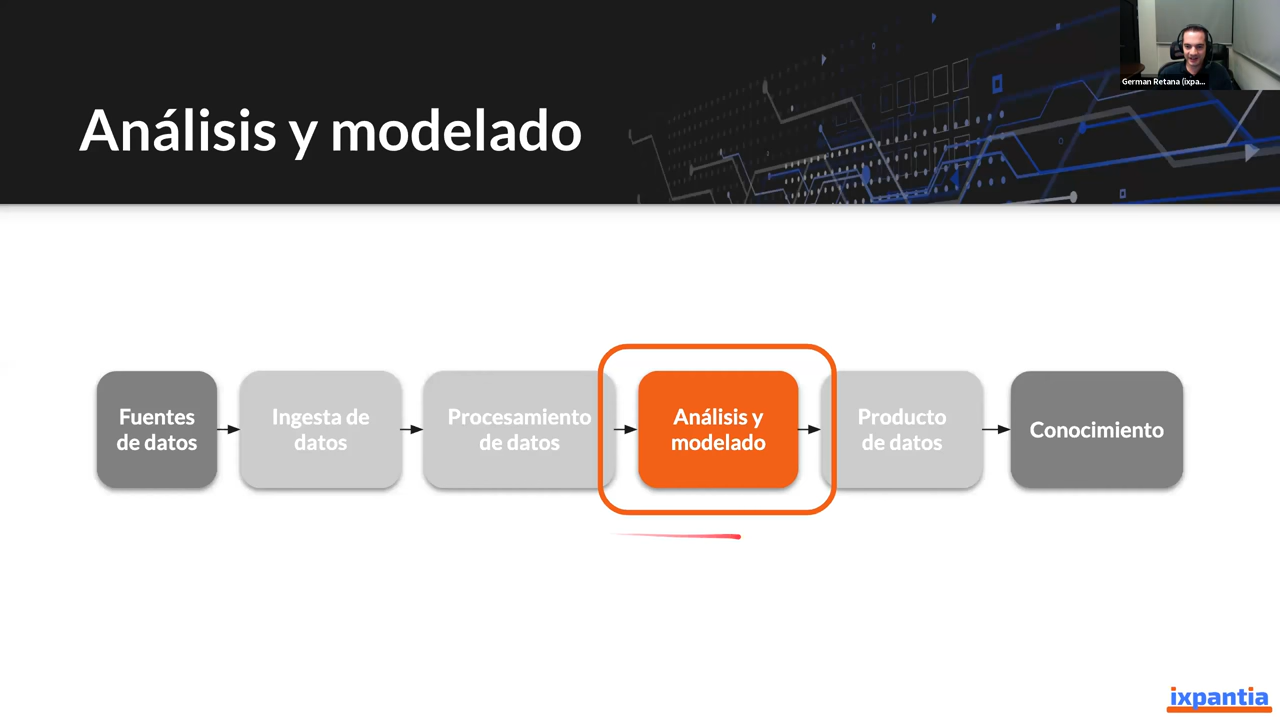 German Retana (ixpa...
Análisis y modelado
Fuentes
de datos
Ingesta de
datos
Procesamiento
de datos
Análisis y
modelado
Producto
de datos
Conocimiento
ixpantia